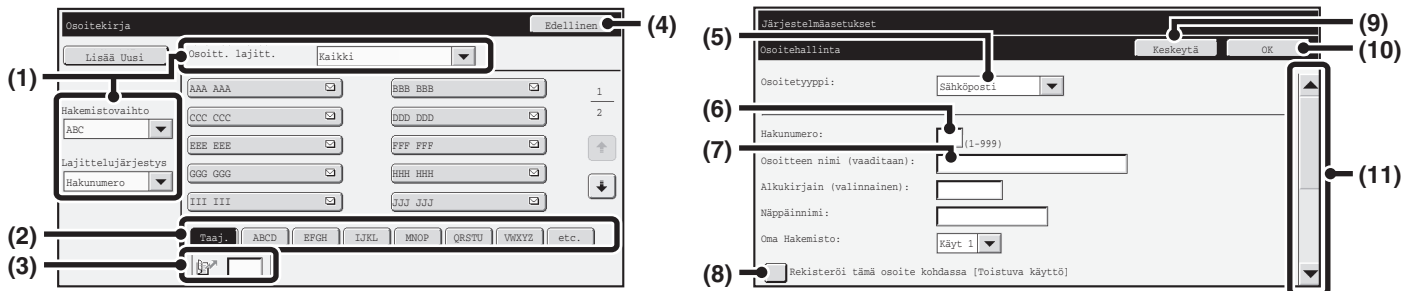 Osoitekirja
Edellinen
(4)
Lisää Uusi
Osoitt. lajitt.
Kaikki
(1)
AAA AAA
BBB BBB
1
2
Hakemistovaihto
CCC CCC
DDD DDD
ABC
EEE EEE
FFF FFF
Lajittelujärjestys
GGG GGG
HHH HHH
Hakunumero
III III
JJJ JJJ
(2)
Taaj.
ABCD
EFGH
IJKL
MNOP
QRSTU
VWXYZ
etc.
(3)
Järjestelmäasetukset
(9)
(5)
Osoitehallinta
Keskeytä
OK
(10)
Osoitetyyppi:
Sähköposti
(6)
Hakunumero:
(1-999)
(7)
Osoitteen nimi (vaaditaan):
Alkukirjain (valinnainen):
(11)
Näppäinnimi:
Oma Hakemisto:
Käyt 1
(8)
Rekisteröi tämä osoite kohdassa [Toistuva käyttö]